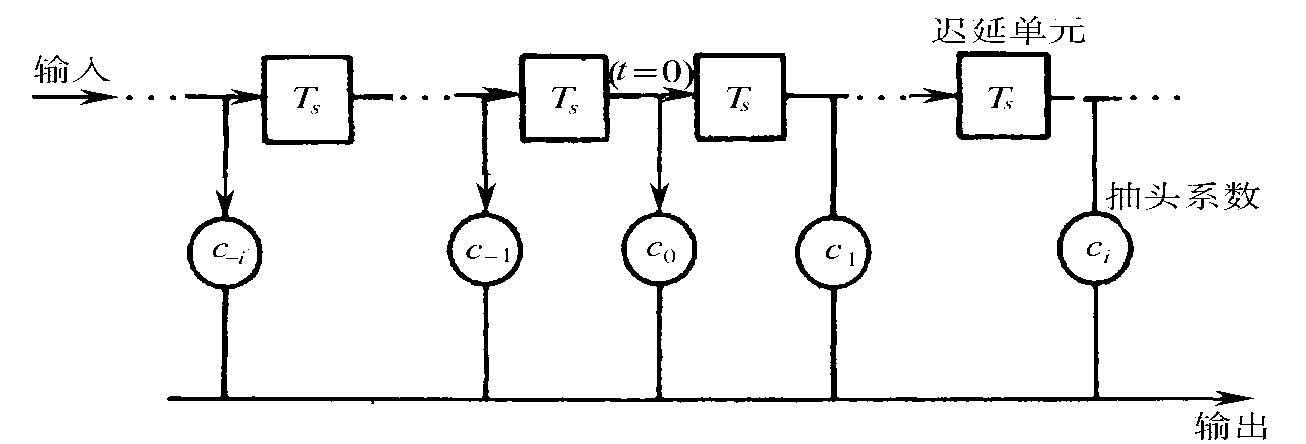 迟延单元
输入
T_s
T_s
(t=0)
T_s
T_s
抽头系数
c_{-i}
c_{-1}
c_0
c_1
c_i
输出